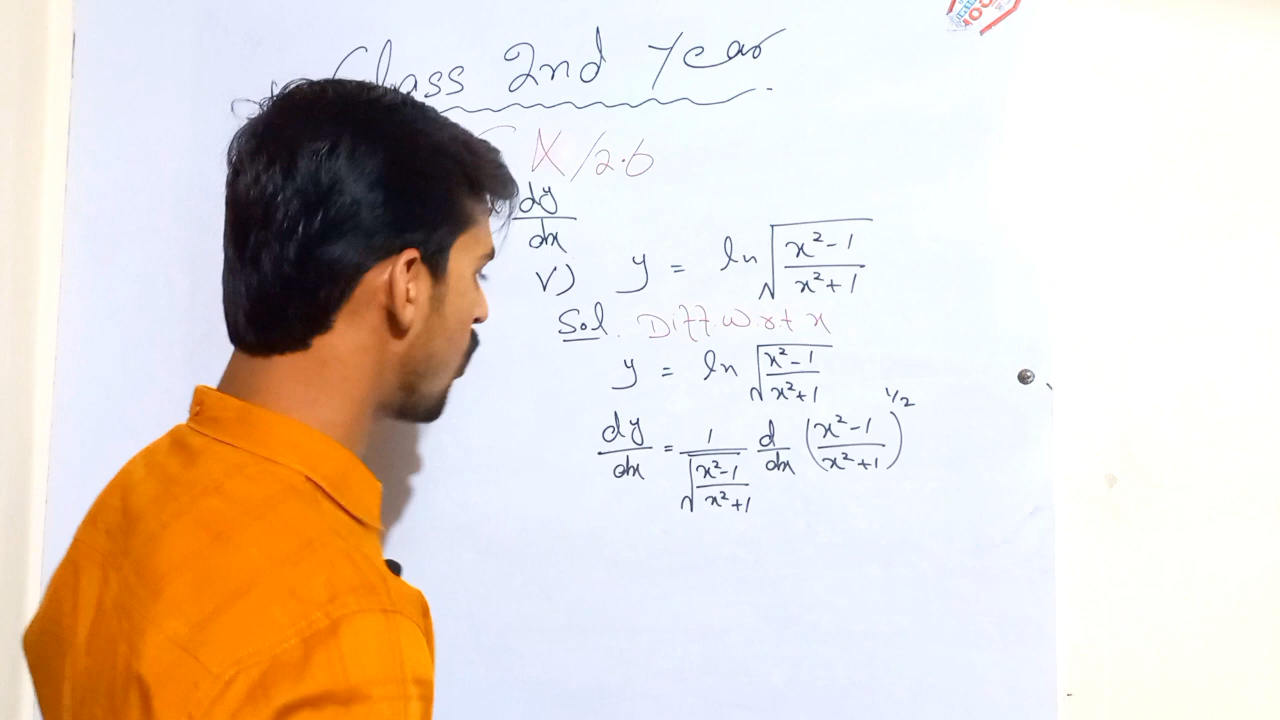 Class 2nd Year
X/2.6
dy/dx
V) y = ln √((x²-1)/(x²+1))
Sol. Diff. w.r.t x
y = ln √((x²-1)/(x²+1))
dy/dx = 1/√((x²-1)/(x²+1)) d/dx ((x²-1)/(x²+1))^1/2